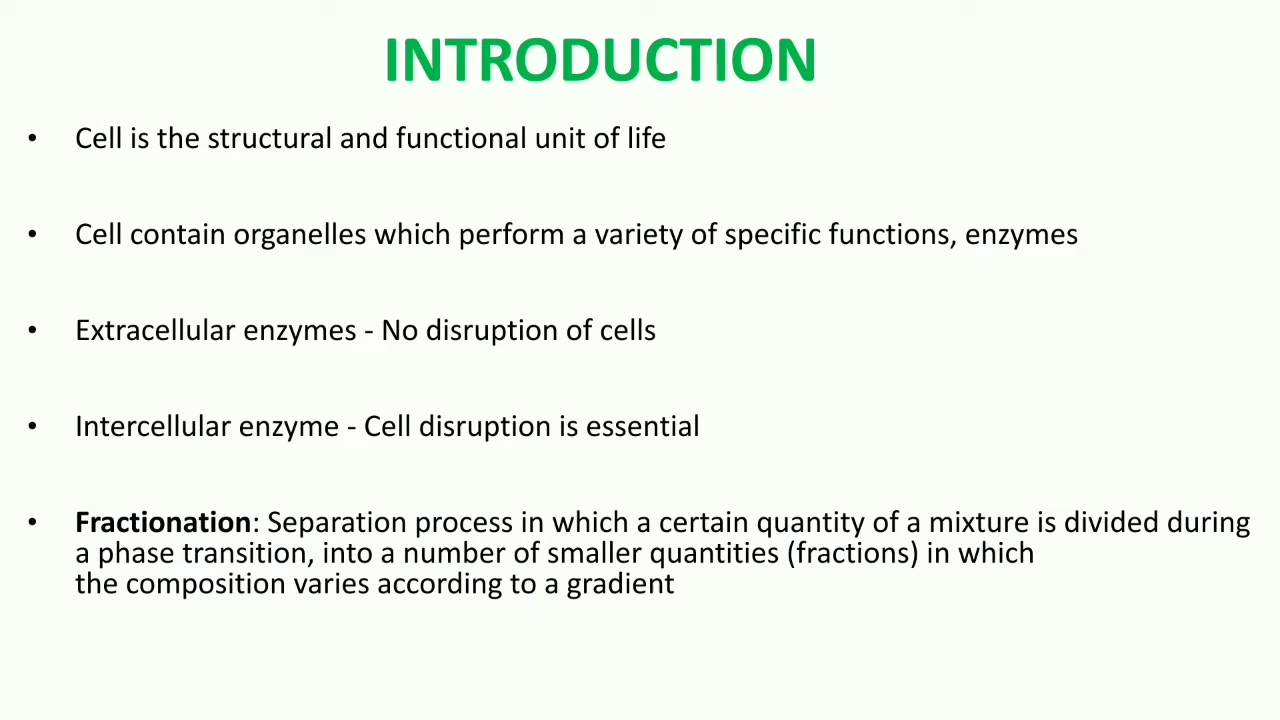 INTRODUCTION
• Cell is the structural and functional unit of life
• Cell contain organelles which perform a variety of specific functions, enzymes
• Extracellular enzymes - No disruption of cells
• Intercellular enzyme - Cell disruption is essential
• Fractionation: Separation process in which a certain quantity of a mixture is divided during
a phase transition, into a number of smaller quantities (fractions) in which
the composition varies according to a gradient